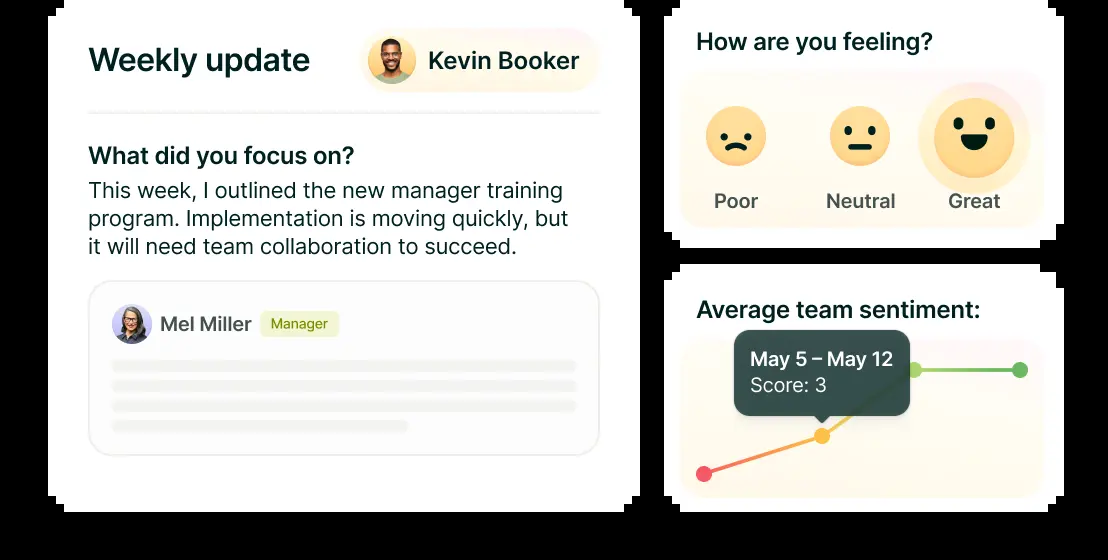 Weekly update
Kevin Booker
What did you focus on?
This week, I outlined the new manager training
program. Implementation is moving quickly, but
it will need team collaboration to succeed.
Mel Miller
Manager
How are you feeling?
Poor
Neutral
Great
Average team sentiment:
May 5 – May 12
Score: 3